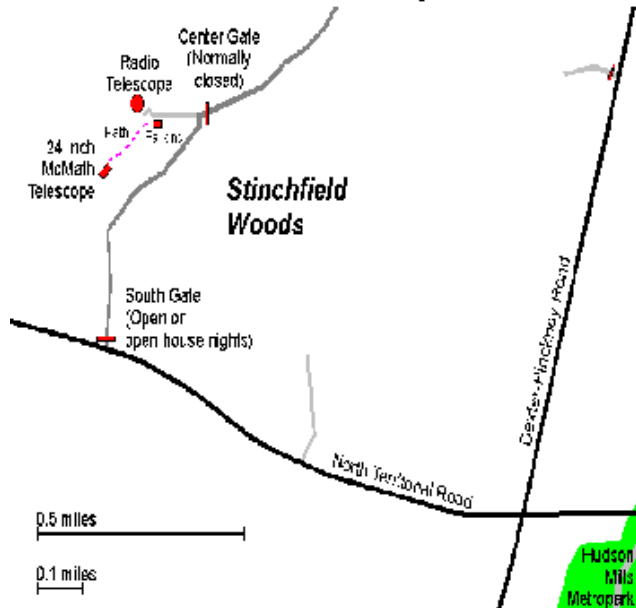 Center Gate
(Normally
closed)
Radio
Telescope
Path
24 inch
McMath
Telescope
Stinchfield
Woods
South Gate
(Open or
open house nights)
Dexter-Pinckney Road
North Territorial Road
0.5 miles
0.1 miles
Hudson
Mills
Metropark